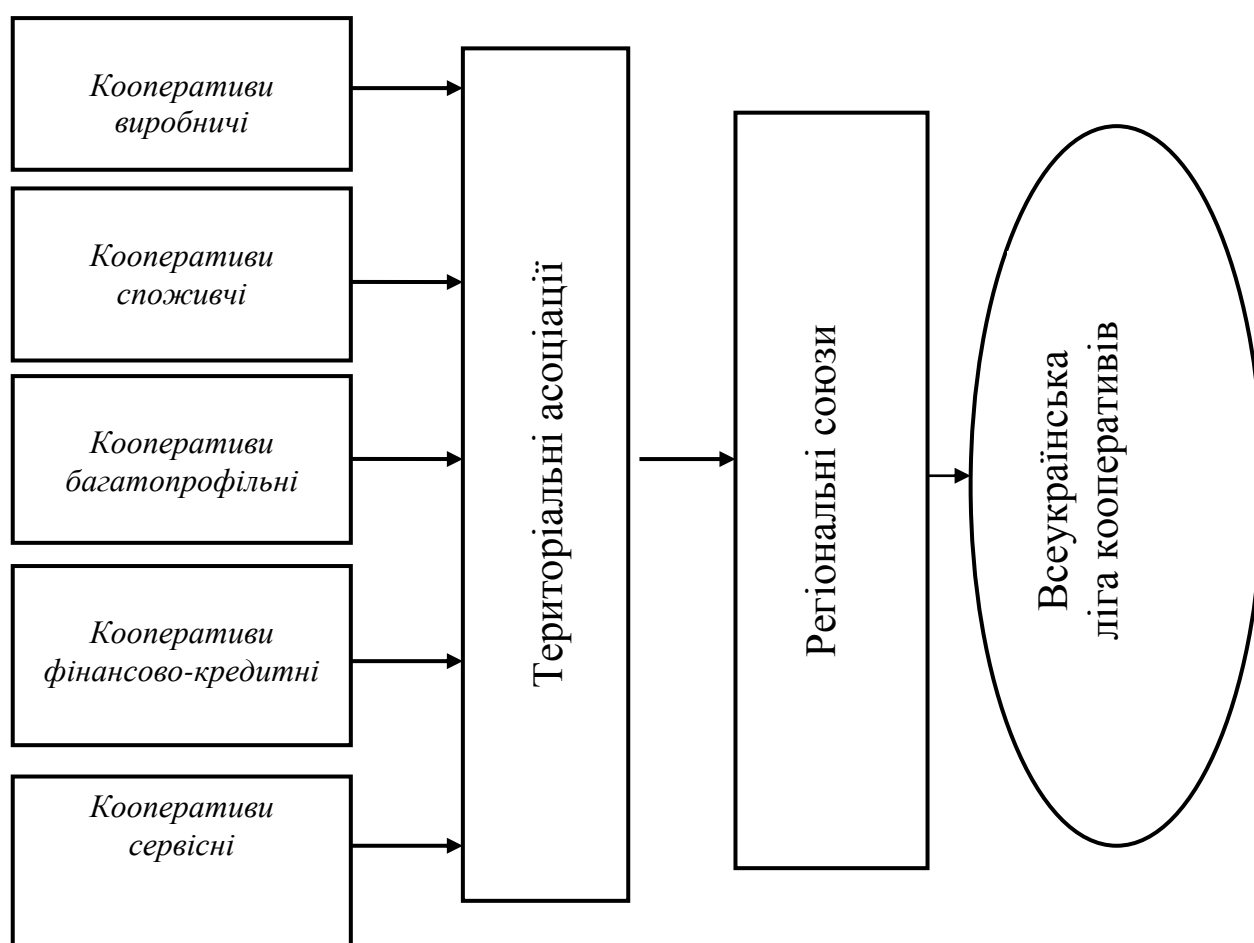 Кооперативи
виробничі
Кооперативи
споживчі
Кооперативи
багатопрофільні
Кооперативи
фінансово-кредитні
Кооперативи
сервісні
Територіальні асоціації
Регіональні союзи
Всеукраїнська
ліга кооперативів